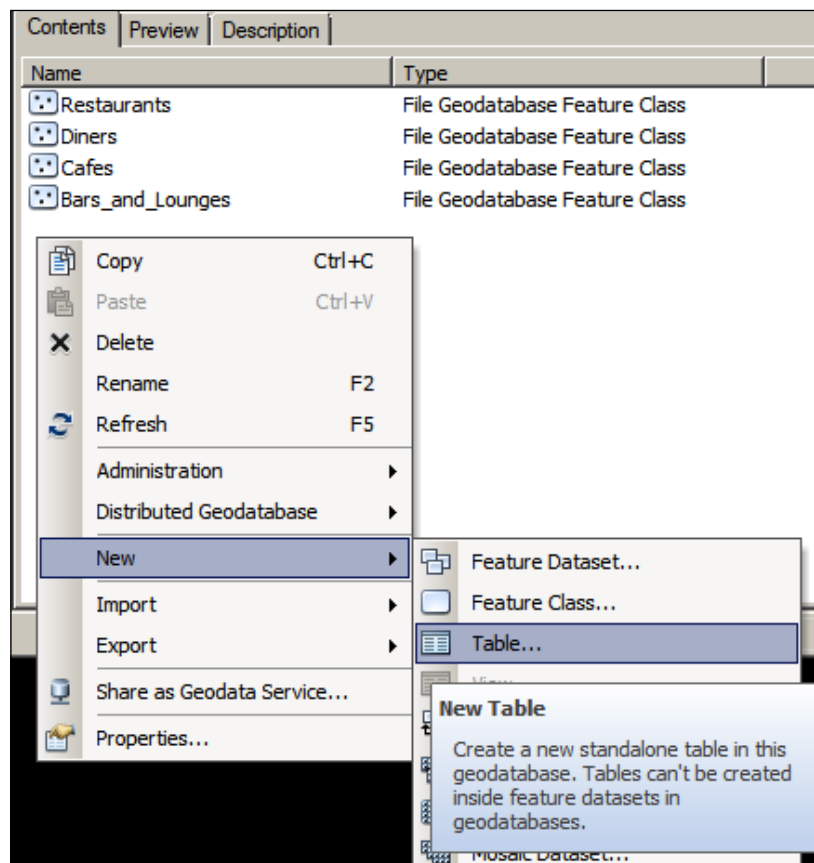 Contents Preview Description
Name Type
Restaurants File Geodatabase Feature Class
Diners File Geodatabase Feature Class
Cafes File Geodatabase Feature Class
Bars_and_Lounges File Geodatabase Feature Class
Copy Ctrl+C
Paste Ctrl+V
Delete
Rename F2
Refresh F5
Administration
Distributed Geodatabase
New
Import
Export
Share as Geodata Service...
Properties...
Feature Dataset...
Feature Class...
Table...
View...
New Table
Create a new standalone table in this
geodatabase. Tables can't be created
inside feature datasets in
geodatabases.
Mosaic Dataset...